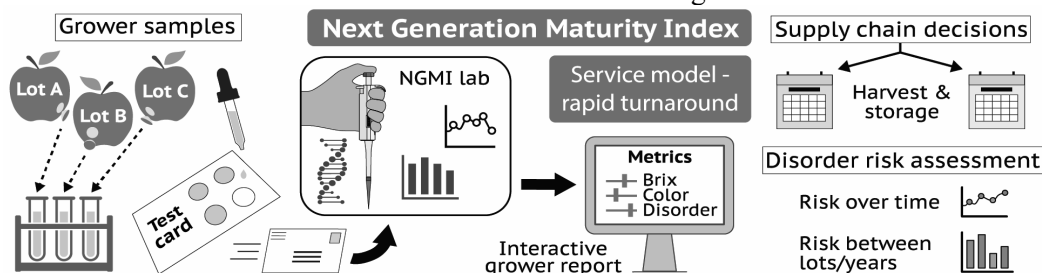 Grower samples
Lot A
Lot B
Lot C
Test
card
Next Generation Maturity Index
NGMI lab
Service model -
rapid turnaround
Metrics
Brix
Color
Disorder
Interactive
grower report
Supply chain decisions
Harvest &
storage
Disorder risk assessment
Risk over time
Risk between
lots/years